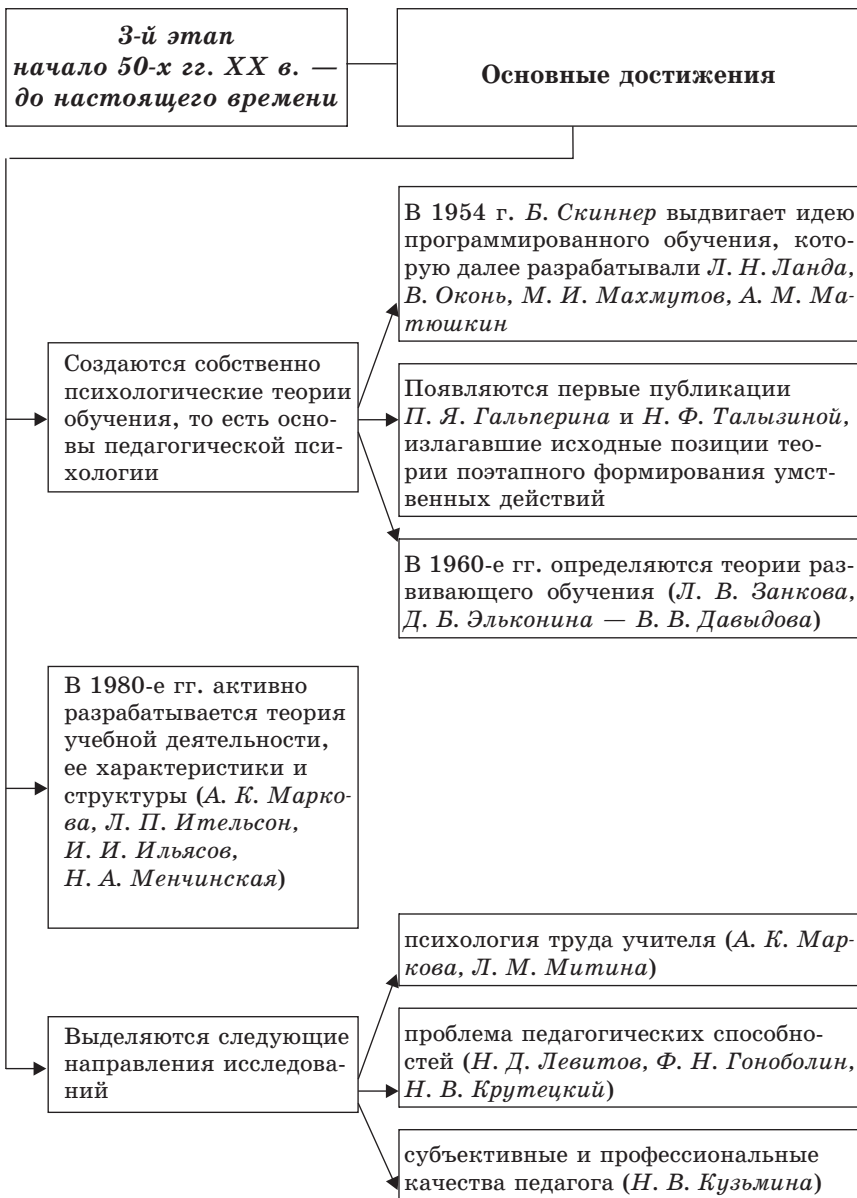 3-й этап
начало 50-х гг. XX в. —
до настоящего времени
Основные достижения
Создаются собственно
психологические теории
обучения, то есть осно-
вы педагогической пси-
хологии
В 1954 г. Б. Скиннер выдвигает идею
программированного обучения, кото-
рую далее разрабатывали Л. Н. Ланда,
В. Оконь, М. И. Махмутов, А. М. Ма-
тюшкин
Появляются первые публикации
П. Я. Гальперина и Н. Ф. Талызиной,
излагавшие исходные позиции тео-
рии поэтапного формирования умст-
венных действий
В 1960-е гг. определяются теории раз-
вивающего обучения (Л. В. Занкова,
Д. Б. Эльконина — В. В. Давыдова)
В 1980-е гг. активно
разрабатывается теория
учебной деятельности,
ее характеристики и
структуры (А. К. Марко-
ва, Л. П. Ительсон,
И. И. Ильясов,
Н. А. Менчинская)
Выделяются следующие
направления исследова-
ний
психология труда учителя (А. К. Мар-
кова, Л. М. Митина)
проблема педагогических способно-
стей (Н. Д. Левитов, Ф. Н. Гоноболин,
Н. В. Крутецкий)
субъективные и профессиональные
качества педагога (Н. В. Кузьмина)